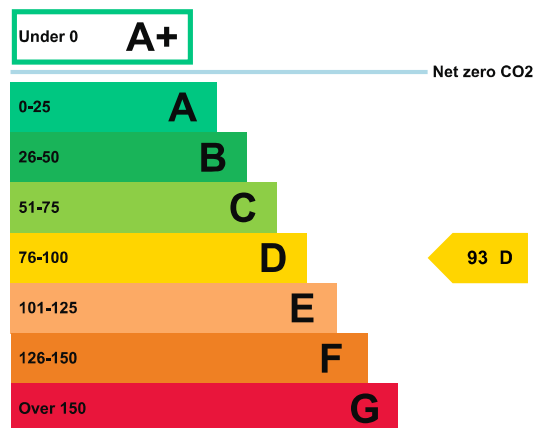 Under 0 A+
Net zero CO2
0-25 A
26-50 B
51-75 C
76-100 D
93 D
101-125 E
126-150 F
Over 150 G